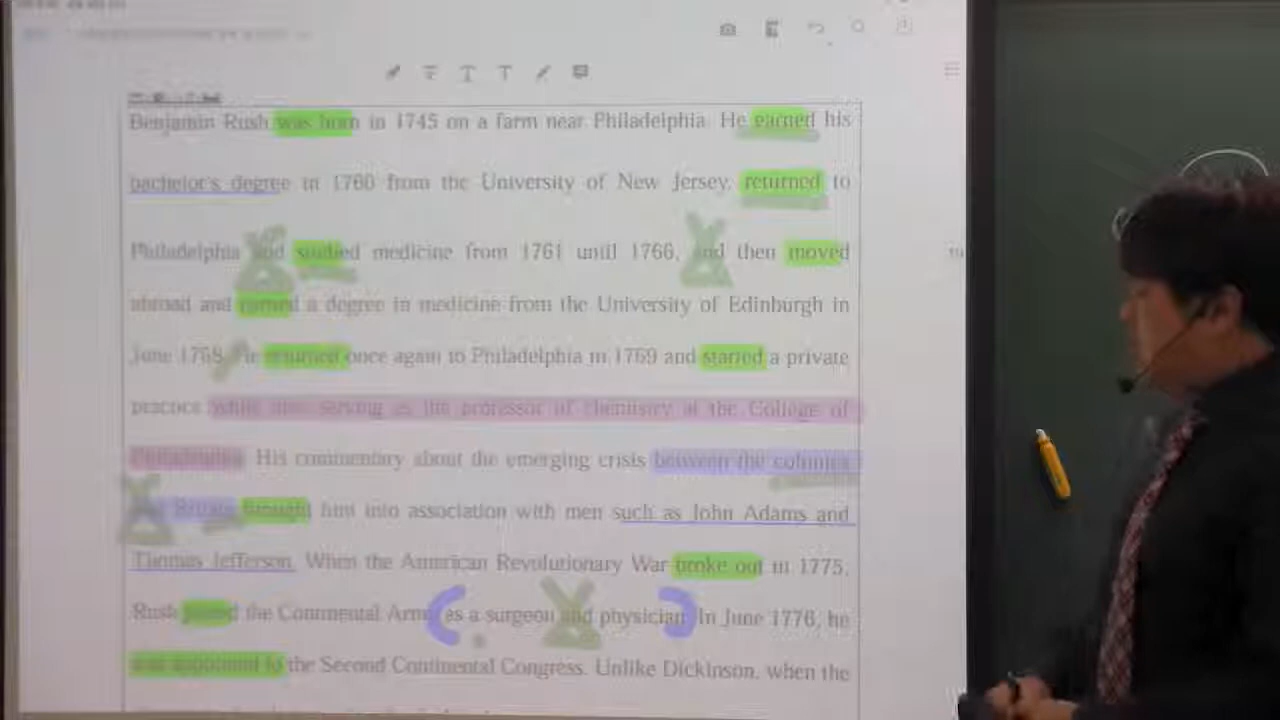 Benjamin Rush was born in 1745 on a farm near Philadelphia. He earned his
bachelor's degree in 1760 from the University of New Jersey, returned to
Philadelphia and studied medicine from 1761 until 1766, and then moved
abroad and earned a degree in medicine from the University of Edinburgh in
June 1768. He returned once again to Philadelphia in 1769 and started a private
practice while also serving as the professor of chemistry at the College of
Philadelphia. His commentary about the emerging crisis between the colonies
and Britain brought him into association with men such as John Adams and
Thomas Jefferson. When the American Revolutionary War broke out in 1775,
Rush joined the Continental Army as a surgeon and physician. In June 1776, he
was appointed to the Second Continental Congress. Unlike Dickinson, when the